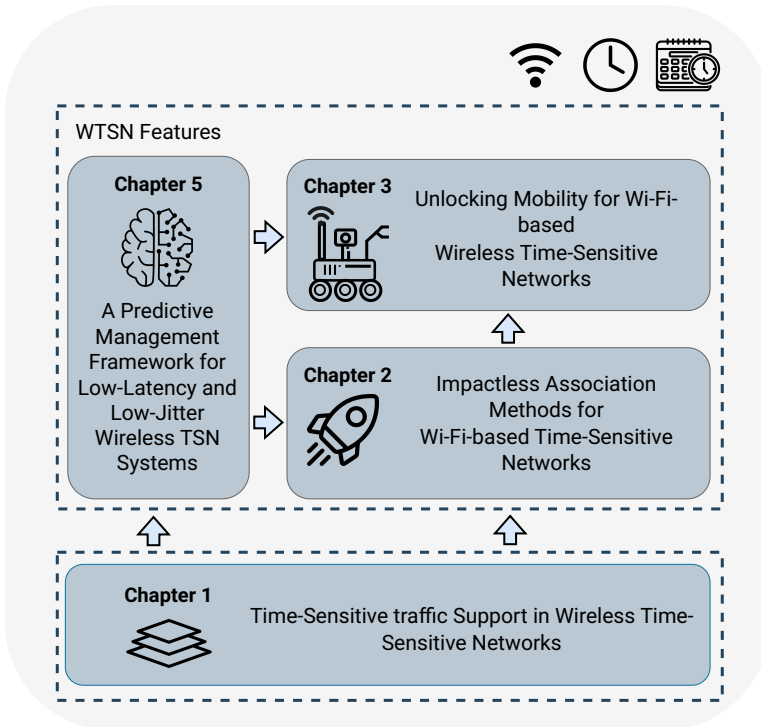 WTSN Features
Chapter 5
A Predictive
Management
Framework for
Low-Latency and
Low-Jitter
Wireless TSN
Systems
Chapter 3
Unlocking Mobility for Wi-Fi-
based
Wireless Time-Sensitive
Networks
Chapter 2
Impactless Association
Methods for
Wi-Fi-based Time-Sensitive
Networks
Chapter 1
Time-Sensitive traffic Support in Wireless Time-
Sensitive Networks